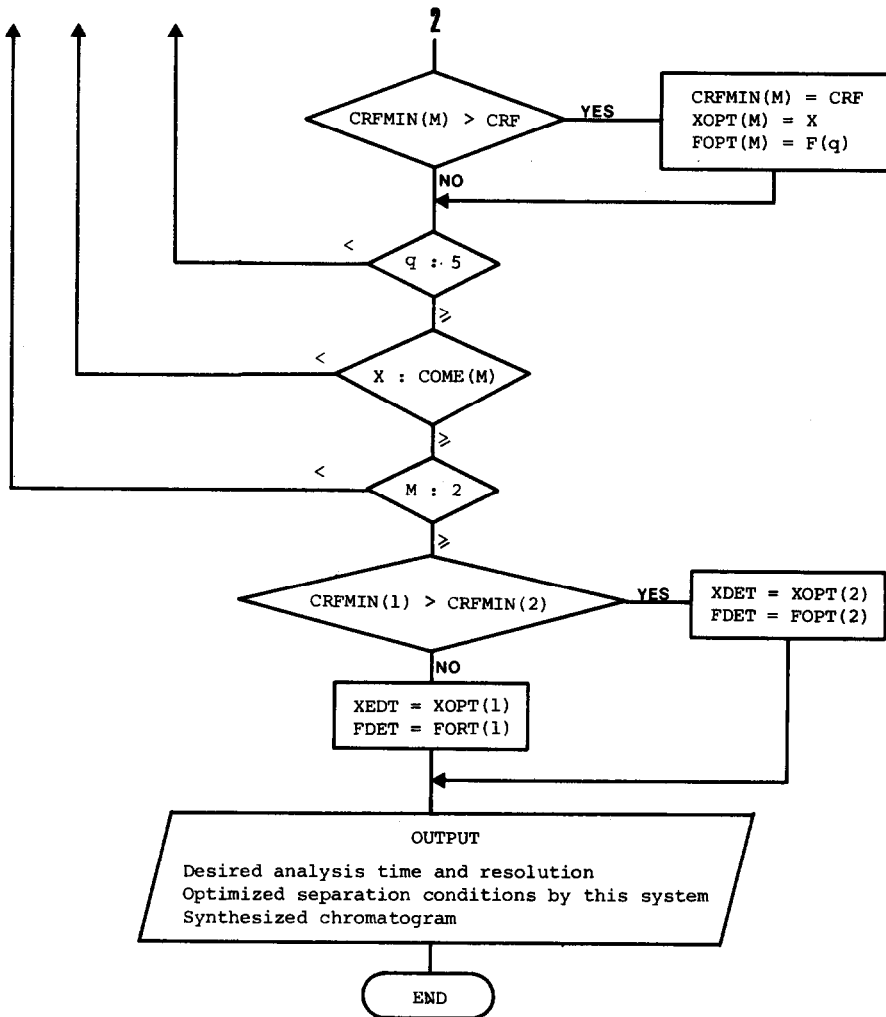 2
CRFMIN(M) > CRF
YES
CRFMIN(M) = CRF
XOPT(M) = X
FOPT(M) = F(q)
NO
<
q : 5
⩾
<
X : COME(M)
⩾
<
M : 2
⩾
CRFMIN(1) > CRFMIN(2)
YES
XDET = XOPT(2)
FDET = FOPT(2)
NO
XEDT = XOPT(1)
FDET = FORT(1)
OUTPUT
Desired analysis time and resolution
Optimized separation conditions by this system
Synthesized chromatogram
END